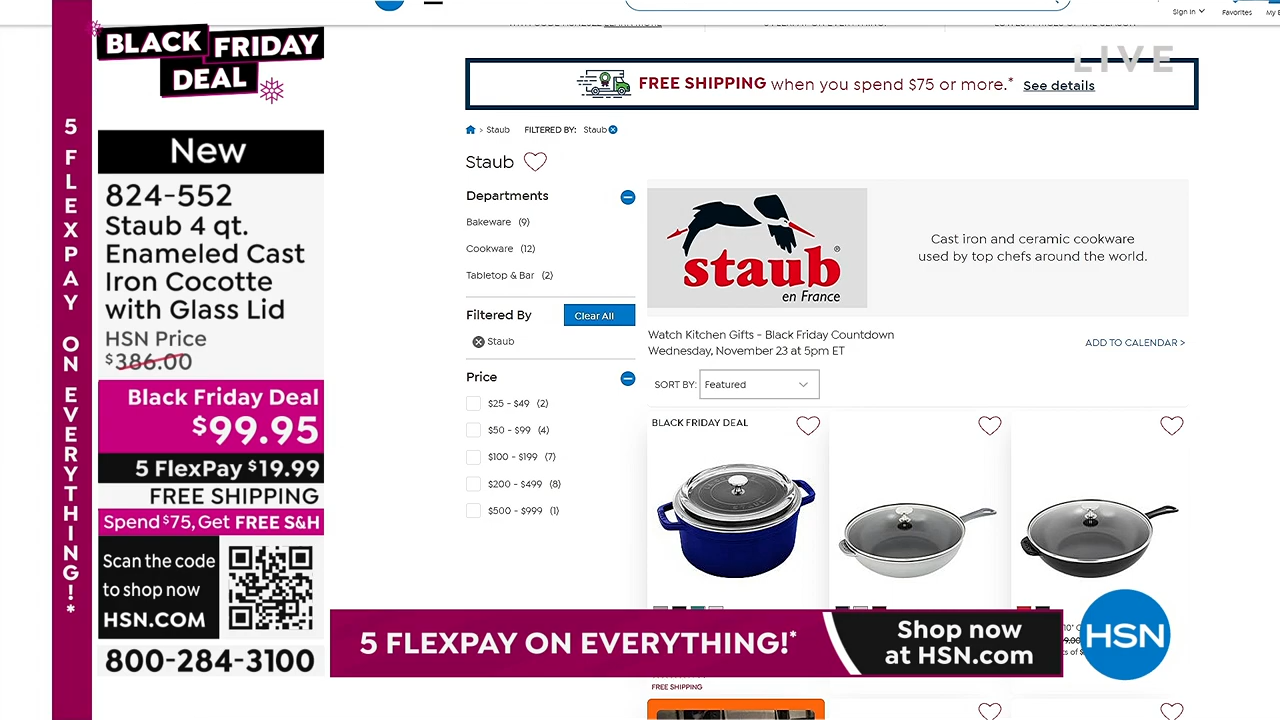 BLACK FRIDAY
DEAL
5 FLEXPAY ON EVERYTHING!*
New
824-552
Staub 4 qt.
Enameled Cast
Iron Cocotte
with Glass Lid
HSN Price
$386.00
Black Friday Deal
$99.95
5 FlexPay $19.99
FREE SHIPPING
Spend $75, Get FREE S&H
Scan the code
to shop now
HSN.COM
800-284-3100
Sign In
Favorites
LIVE
FREE SHIPPING when you spend $75 or more.* See details
> Staub FILTERED BY: Staub
Staub
Departments
Bakeware (9)
Cookware (12)
Tabletop & Bar (2)
Filtered By Clear All
Staub
Price
$25 - $49 (2)
$50 - $99 (4)
$100 - $199 (7)
$200 - $499 (8)
$500 - $999 (1)
staub®
en France
Cast iron and ceramic cookware
used by top chefs around the world.
Watch Kitchen Gifts - Black Friday Countdown
Wednesday, November 23 at 5pm ET
ADD TO CALENDAR >
SORT BY: Featured
BLACK FRIDAY DEAL
5 FLEXPAY ON EVERYTHING!*
Shop now
at HSN.com
HSN
FREE SHIPPING